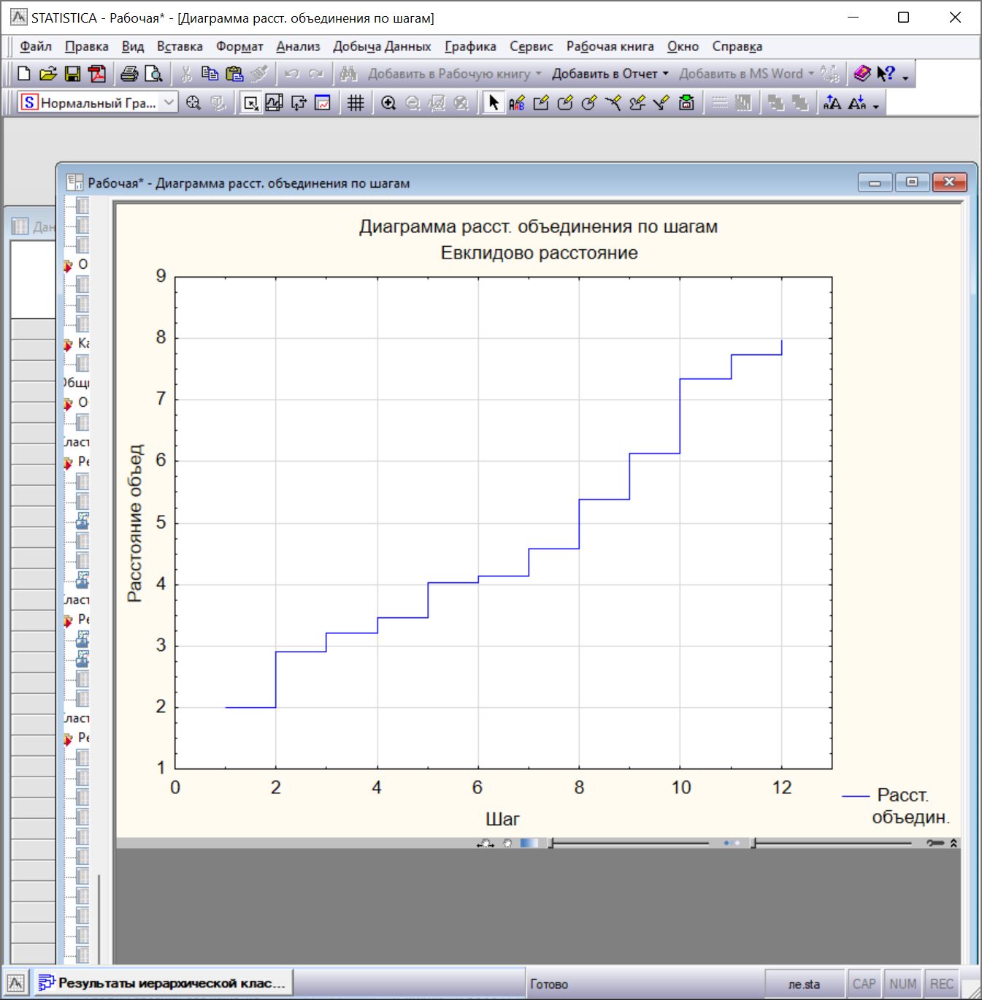 STATISTICA - Рабочая* - [Диаграмма расст. объединения по шагам]
Файл Правка Вид Вставка Формат Анализ Добыча Данных Графика Сервис Рабочая книга Окно Справка
Добавить в Рабочую книгу Добавить в Отчет Добавить в MS Word
Нормальный Гра...
Рабочая* - Диаграмма расст. объединения по шагам
Дан
О
Ка
Общ
О
Класт
Ре
Класт
Ре
Класт
Ре
Диаграмма расст. объединения по шагам
Евклидово расстояние
9
8
7
6
5
4
3
2
1
Расстояние объед
0 2 4 6 8 10 12
Шаг
Расст.
объедин.
Результаты иерархической клас...
Готово
ле.sta
CAP NUM REC